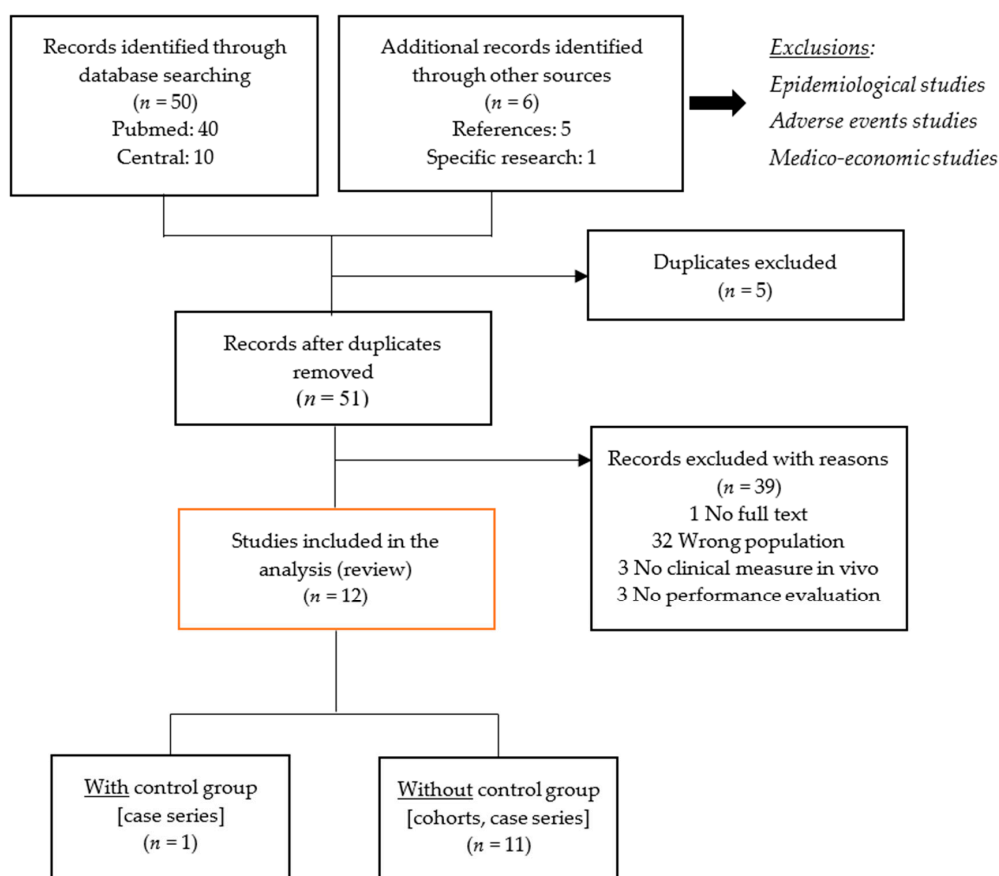 Records identified through
database searching
(n = 50)
Pubmed: 40
Central: 10
Additional records identified
through other sources
(n = 6)
References: 5
Specific research: 1
Exclusions:
Epidemiological studies
Adverse events studies
Medico-economic studies
Duplicates excluded
(n = 5)
Records after duplicates
removed
(n = 51)
Records excluded with reasons
(n = 39)
1 No full text
32 Wrong population
3 No clinical measure in vivo
3 No performance evaluation
Studies included in the
analysis (review)
(n = 12)
With control group
[case series]
(n = 1)
Without control group
[cohorts, case series]
(n = 11)